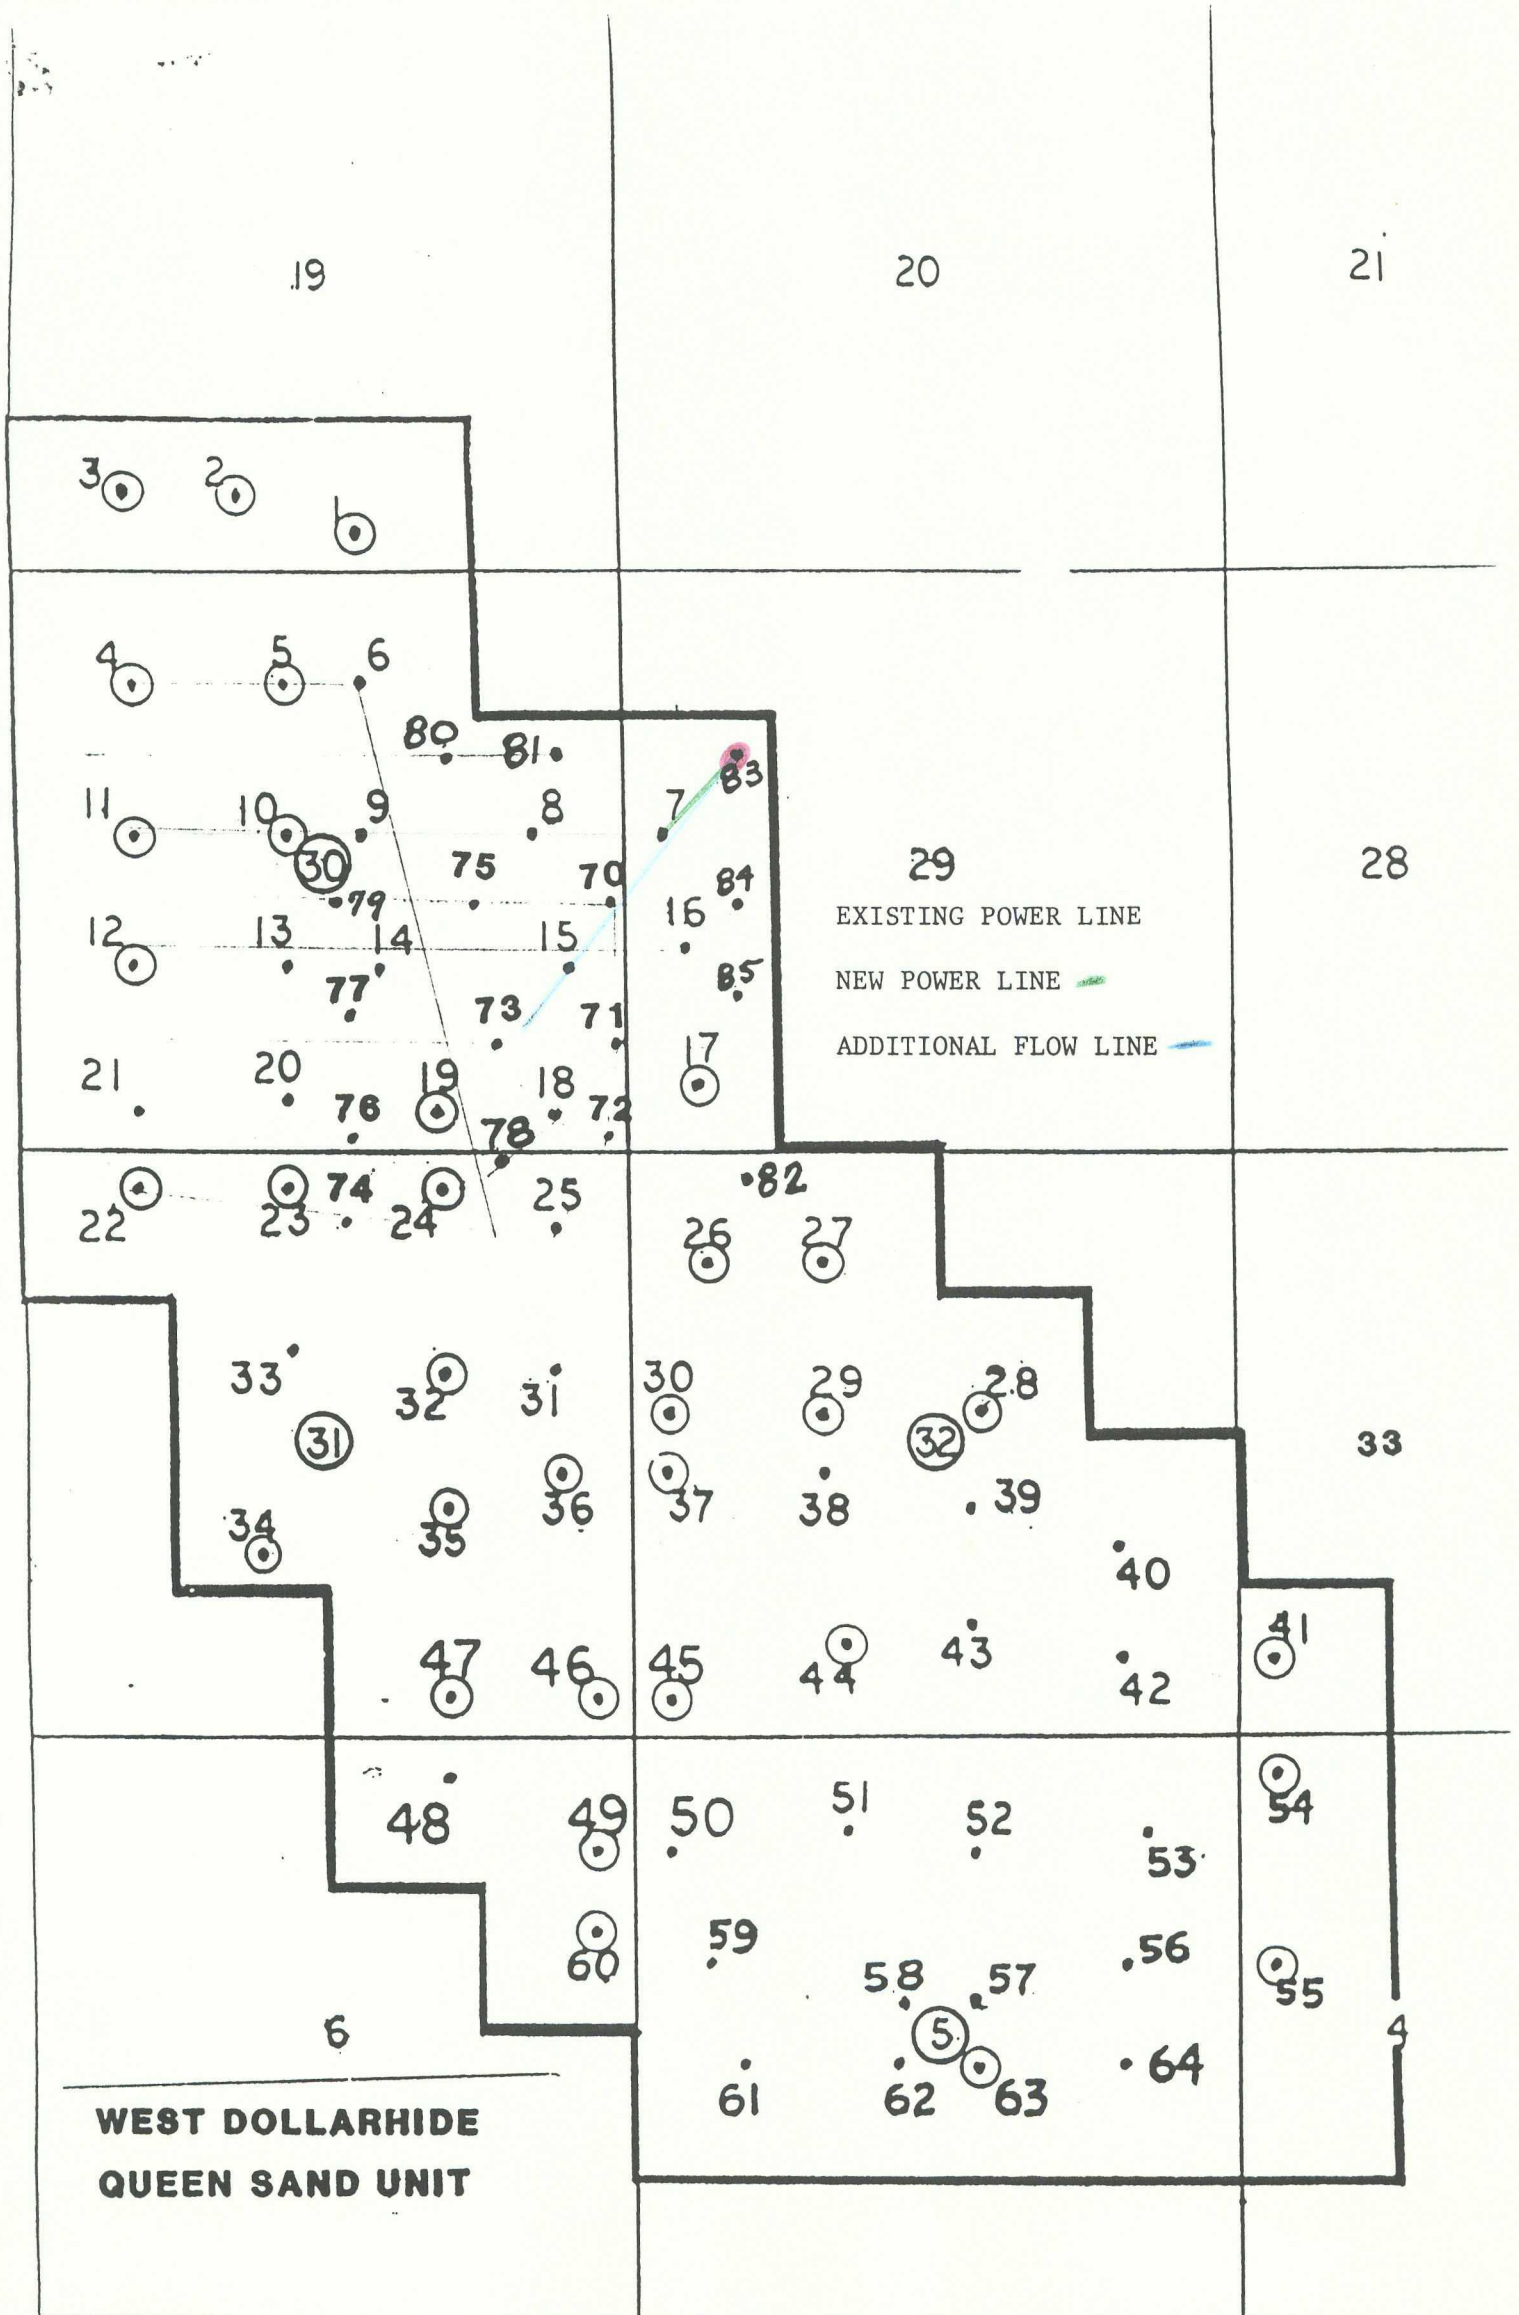 19 20 21
3 2 1
4 5 6
80 81
83
11 10 9 8 7
30 75 70 84 29 28
79 16
EXISTING POWER LINE
12 13 14 15
77 85
NEW POWER LINE
73 71
ADDITIONAL FLOW LINE
17
21 20 19 18
76 72
78
74 82
22 23 24 25
26 27
33 32 31 30 29 28
31 32 33
34 35 36 37 38 39
40
41
47 46 45 44 43 42
48 49 50 51 52 53 54
60 59 58 57 56 55
6 5 4
61 62 63 64
WEST DOLLARHIDE
QUEEN SAND UNIT